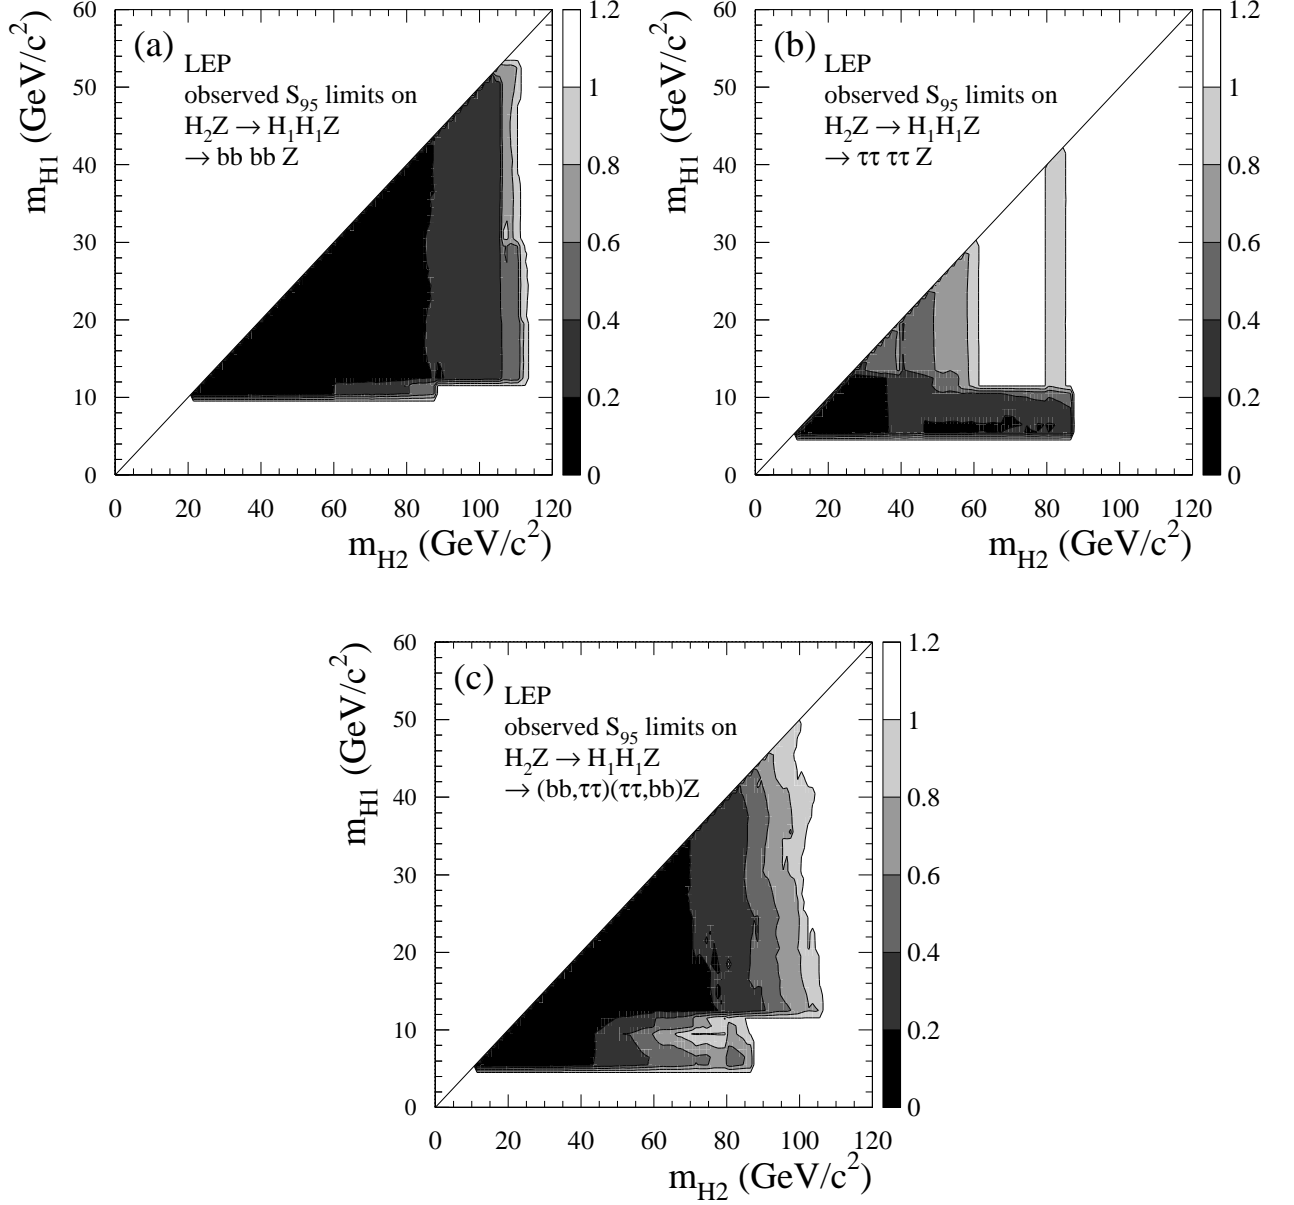 (a)
LEP
observed S95 limits on
H2Z → H1H1Z
→ bb bb Z
mH1 (GeV/c2)
60
50
40
30
20
10
0
0 20 40 60 80 100 120
mH2 (GeV/c2)
1.2
1
0.8
0.6
0.4
0.2
0
(b)
LEP
observed S95 limits on
H2Z → H1H1Z
→ ττ ττ Z
mH1 (GeV/c2)
60
50
40
30
20
10
0
0 20 40 60 80 100 120
mH2 (GeV/c2)
1.2
1
0.8
0.6
0.4
0.2
0
(c)
LEP
observed S95 limits on
H2Z → H1H1Z
→ (bb,ττ)(ττ,bb)Z
mH1 (GeV/c2)
60
50
40
30
20
10
0
0 20 40 60 80 100 120
mH2 (GeV/c2)
1.2
1
0.8
0.6
0.4
0.2
0